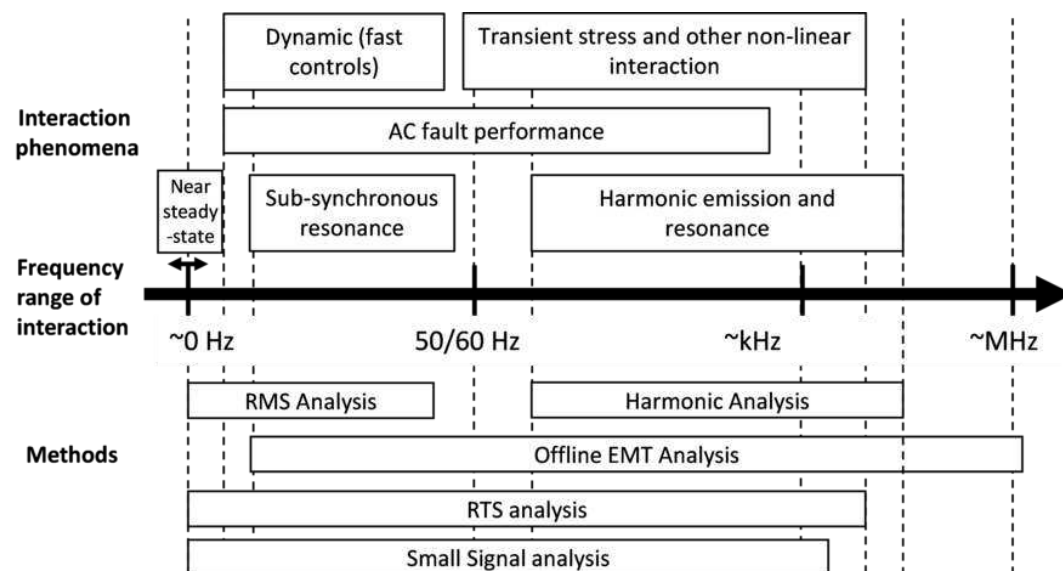 Dynamic (fast
controls)
Transient stress and other non-linear
interaction
Interaction
phenomena
AC fault performance
Near
steady
-state
Sub-synchronous
resonance
Harmonic emission and
resonance
Frequency
range of
interaction
~0 Hz
50/60 Hz
~kHz
~MHz
RMS Analysis
Harmonic Analysis
Methods
Offline EMT Analysis
RTS analysis
Small Signal analysis